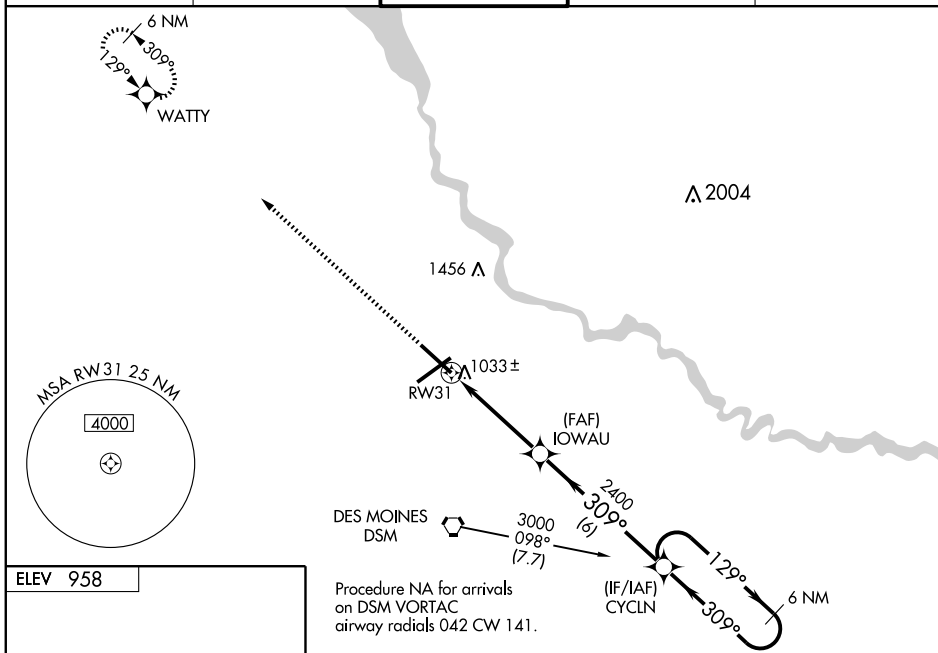 6 NM
309°
129°
WATTY
2004
1456
1033±
RW31
MSA RW31 25 NM
4000
(FAF)
IOWAU
2400
309°
(6)
DES MOINES
DSM
3000
098°
(7.7)
129°
6 NM
309°
(IF/IAF)
CYCLN
ELEV 958
Procedure NA for arrivals
on DSM VORTAC
airway radials 042 CW 141.